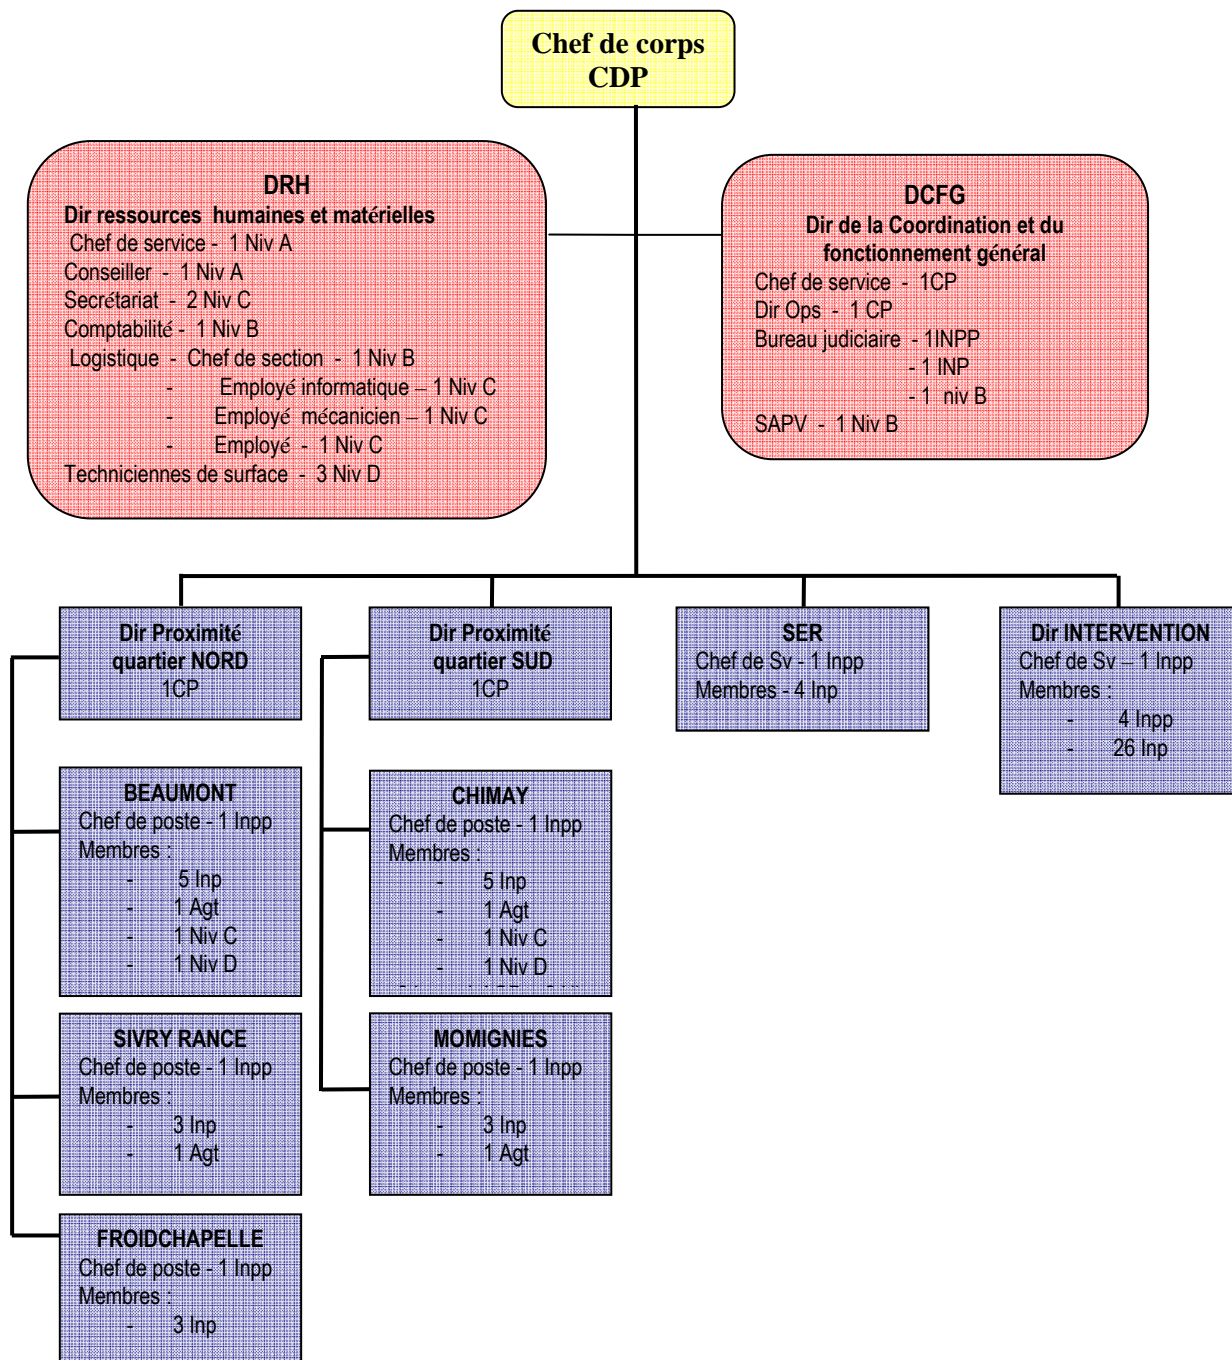 Chef de corps
CDP
DRH
Dir ressources humaines et matérielles
Chef de service - 1 Niv A
Conseiller - 1 Niv A
Secrétariat - 2 Niv C
Comptabilité - 1 Niv B
Logistique - Chef de section - 1 Niv B
- Employé informatique – 1 Niv C
- Employé mécanicien – 1 Niv C
- Employé - 1 Niv C
Techniciennes de surface - 3 Niv D
DCFG
Dir de la Coordination et du
fonctionnement général
Chef de service - 1CP
Dir Ops - 1 CP
Bureau judiciaire - 1INPP
- 1 INP
- 1 niv B
SAPV - 1 Niv B
Dir Proximité
quartier NORD
1CP
BEAUMONT
Chef de poste - 1 Inpp
Membres :
- 5 Inp
- 1 Agt
- 1 Niv C
- 1 Niv D
SIVRY RANCE
Chef de poste - 1 Inpp
Membres :
- 3 Inp
- 1 Agt
FROIDCHAPELLE
Chef de poste - 1 Inpp
Membres :
- 3 Inp
Dir Proximité
quartier SUD
1CP
CHIMAY
Chef de poste - 1 Inpp
Membres :
- 5 Inp
- 1 Agt
- 1 Niv C
- 1 Niv D
MOMIGNIES
Chef de poste - 1 Inpp
Membres :
- 3 Inp
- 1 Agt
SER
Chef de Sv - 1 Inpp
Membres - 4 Inp
Dir INTERVENTION
Chef de Sv – 1 Inpp
Membres :
- 4 Inpp
- 26 Inp